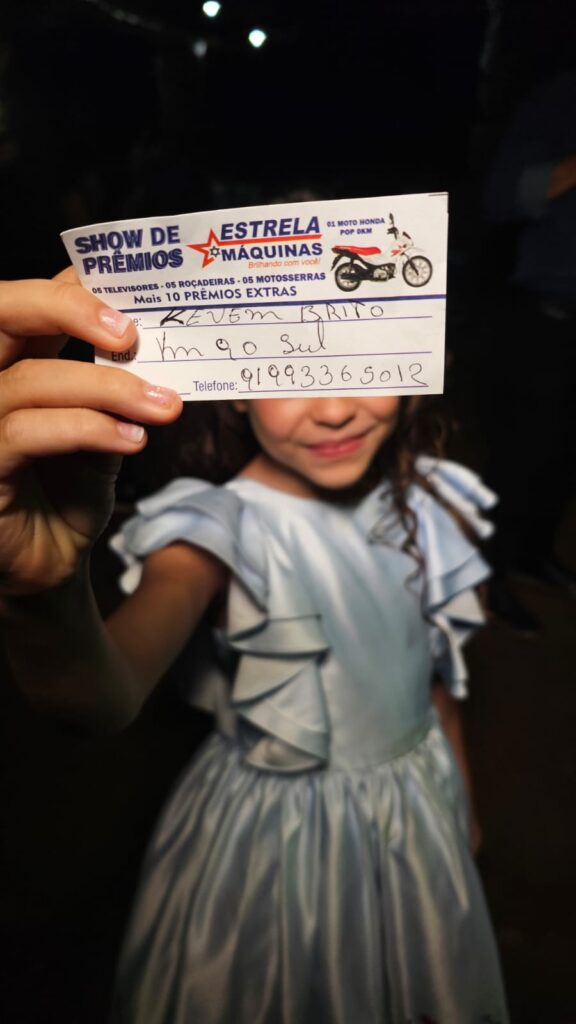 SHOW DE PRÊMIOS
ESTRELA MÁQUINAS
Brilhando com você!
01 MOTO HONDA
POP 0KM
05 TELEVISORES - 05 ROÇADEIRAS - 05 MOTOSSERRAS
Mais 10 PRÊMIOS EXTRAS
e: KEVEM BRITO
End.: Km 90 Sul
Telefone: 91993365012